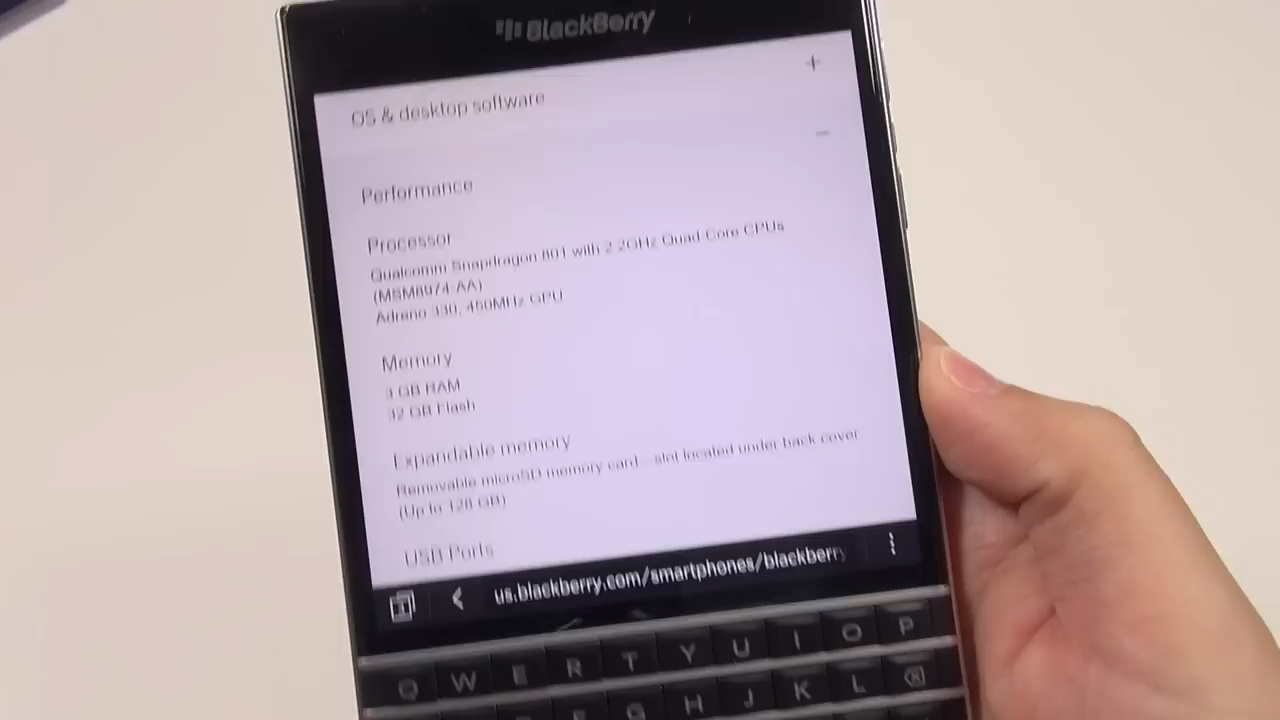 BlackBerry
OS & desktop software
Performance
Processor
Qualcomm Snapdragon 801 with 2.2GHz Quad Core CPUs
(MSM8974-AA)
Adreno 330, 450MHz GPU
Memory
3 GB RAM
32 GB Flash
Expandable memory
Removable microSD memory card—slot located under back cover
(Up to 128 GB)
USB Ports
us.blackberry.com/smartphones/blackberry
Q W E R T Y U I O P
G H J K L